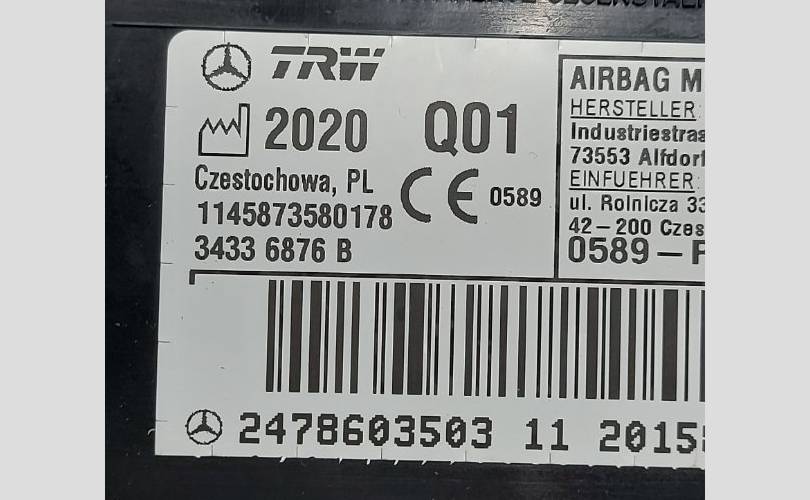 TRW
2020 Q01
Czestochowa, PL
CE 0589
1145873580178
3433 6876 B
AIRBAG M
HERSTELLER:
Industriestras
73553 Alfdorf
EINFUEHRER:
ul. Rolnicza 33
42-200 Czes
0589-F
2478603503 11 2015